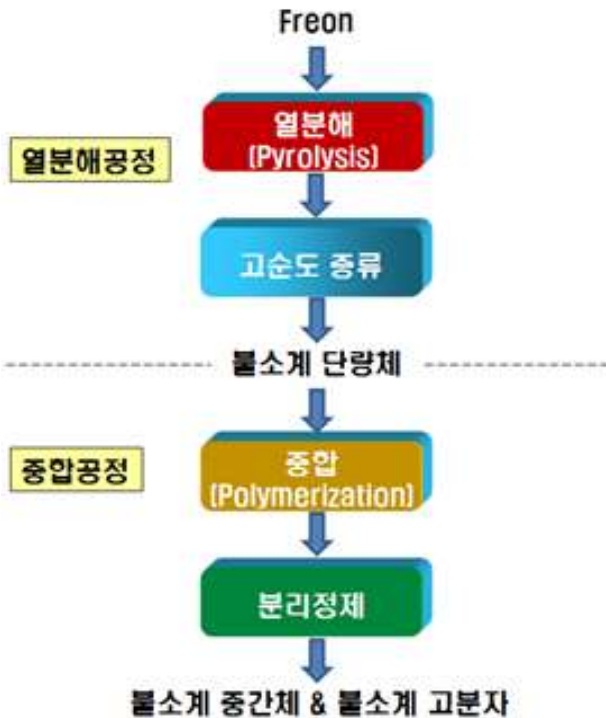 Freon
열분해
(Pyrolysis)
열분해공정
고순도 증류
불소계 단량체
중합
(Polymerization)
중합공정
분리정제
불소계 중간체 & 불소계 고분자